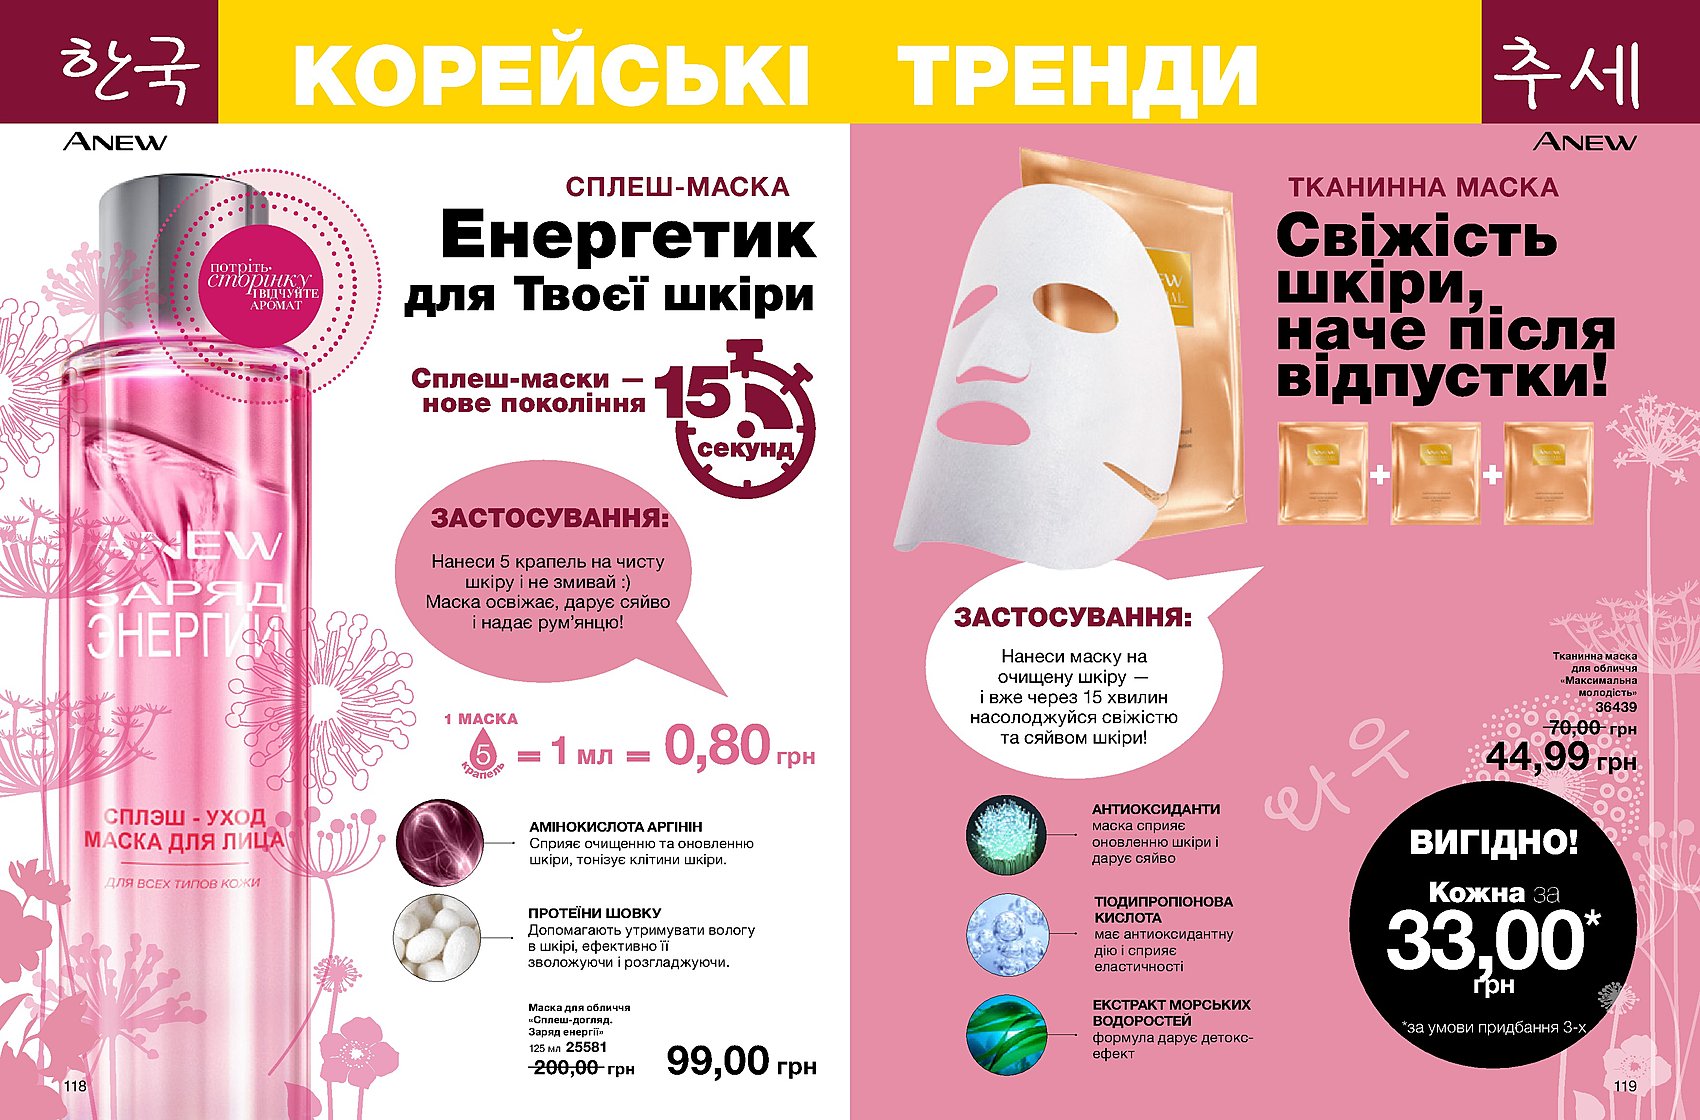 한국
КОРЕЙСЬКІ ТРЕНДИ
추세
ANEW
СПЛЕШ-МАСКА
Енергетик
для Твоєї шкіри
потріть
сторінку
І ВІДЧУЙТЕ
АРОМАТ
Сплеш-маски —
нове покоління
15
секунд
ЗАСТОСУВАННЯ:
Нанеси 5 крапель на чисту
шкіру і не змивай :)
Маска освіжає, дарує сяйво
і надає рум’янцю!
ANEW
ЗАРЯД
ЭНЕРГИИ
СПЛЭШ - УХОД
МАСКА ДЛЯ ЛИЦА
ДЛЯ ВСЕХ ТИПОВ КОЖИ
1 МАСКА
5
крапель
= 1 мл = 0,80 грн
АМІНОКИСЛОТА АРГІНІН
Сприяє очищенню та оновленню
шкіри, тонізує клітини шкіри.
ПРОТЕЇНИ ШОВКУ
Допомагають утримувати вологу
в шкірі, ефективно її
зволожуючи і розгладжуючи.
Маска для обличчя
«Сплеш-догляд.
Заряд енергії»
125 мл 25581
200,00 грн
99,00 грн
118
ANEW
ТКАНИННА МАСКА
Свіжість
шкіри,
наче після
відпустки!
ANEW
+
ANEW
+
ANEW
ЗАСТОСУВАННЯ:
Нанеси маску на
очищену шкіру —
і вже через 15 хвилин
насолоджуйся свіжістю
та сяйвом шкіри!
Тканинна маска
для обличчя
«Максимальна
молодість»
36439
70,00 грн
44,99 грн
АНТИОКСИДАНТИ
маска сприяє
оновленню шкіри і
дарує сяйво
ТІОДИПРОПІОНОВА
КИСЛОТА
має антиоксидантну
дію і сприяє
еластичності
ЕКСТРАКТ МОРСЬКИХ
ВОДОРОСТЕЙ
формула дарує детокс-
ефект
ВИГІДНО!
Кожна за
33,00*
грн
*за умови придбання 3-х
119